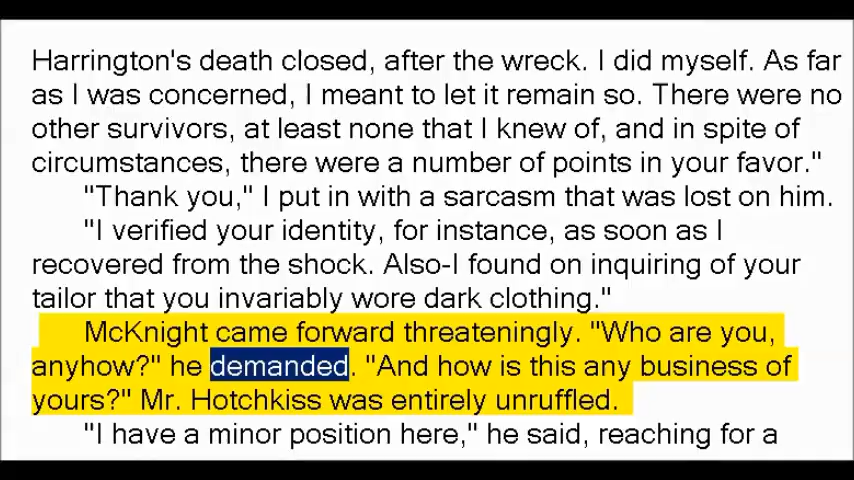 Harrington's death closed, after the wreck. I did myself. As far
as I was concerned, I meant to let it remain so. There were no
other survivors, at least none that I knew of, and in spite of
circumstances, there were a number of points in your favor."
"Thank you," I put in with a sarcasm that was lost on him.
"I verified your identity, for instance, as soon as I
recovered from the shock. Also-I found on inquiring of your
tailor that you invariably wore dark clothing."
McKnight came forward threateningly. "Who are you,
anyhow?" he demanded. "And how is this any business of
yours?" Mr. Hotchkiss was entirely unruffled.
"I have a minor position here," he said, reaching for a